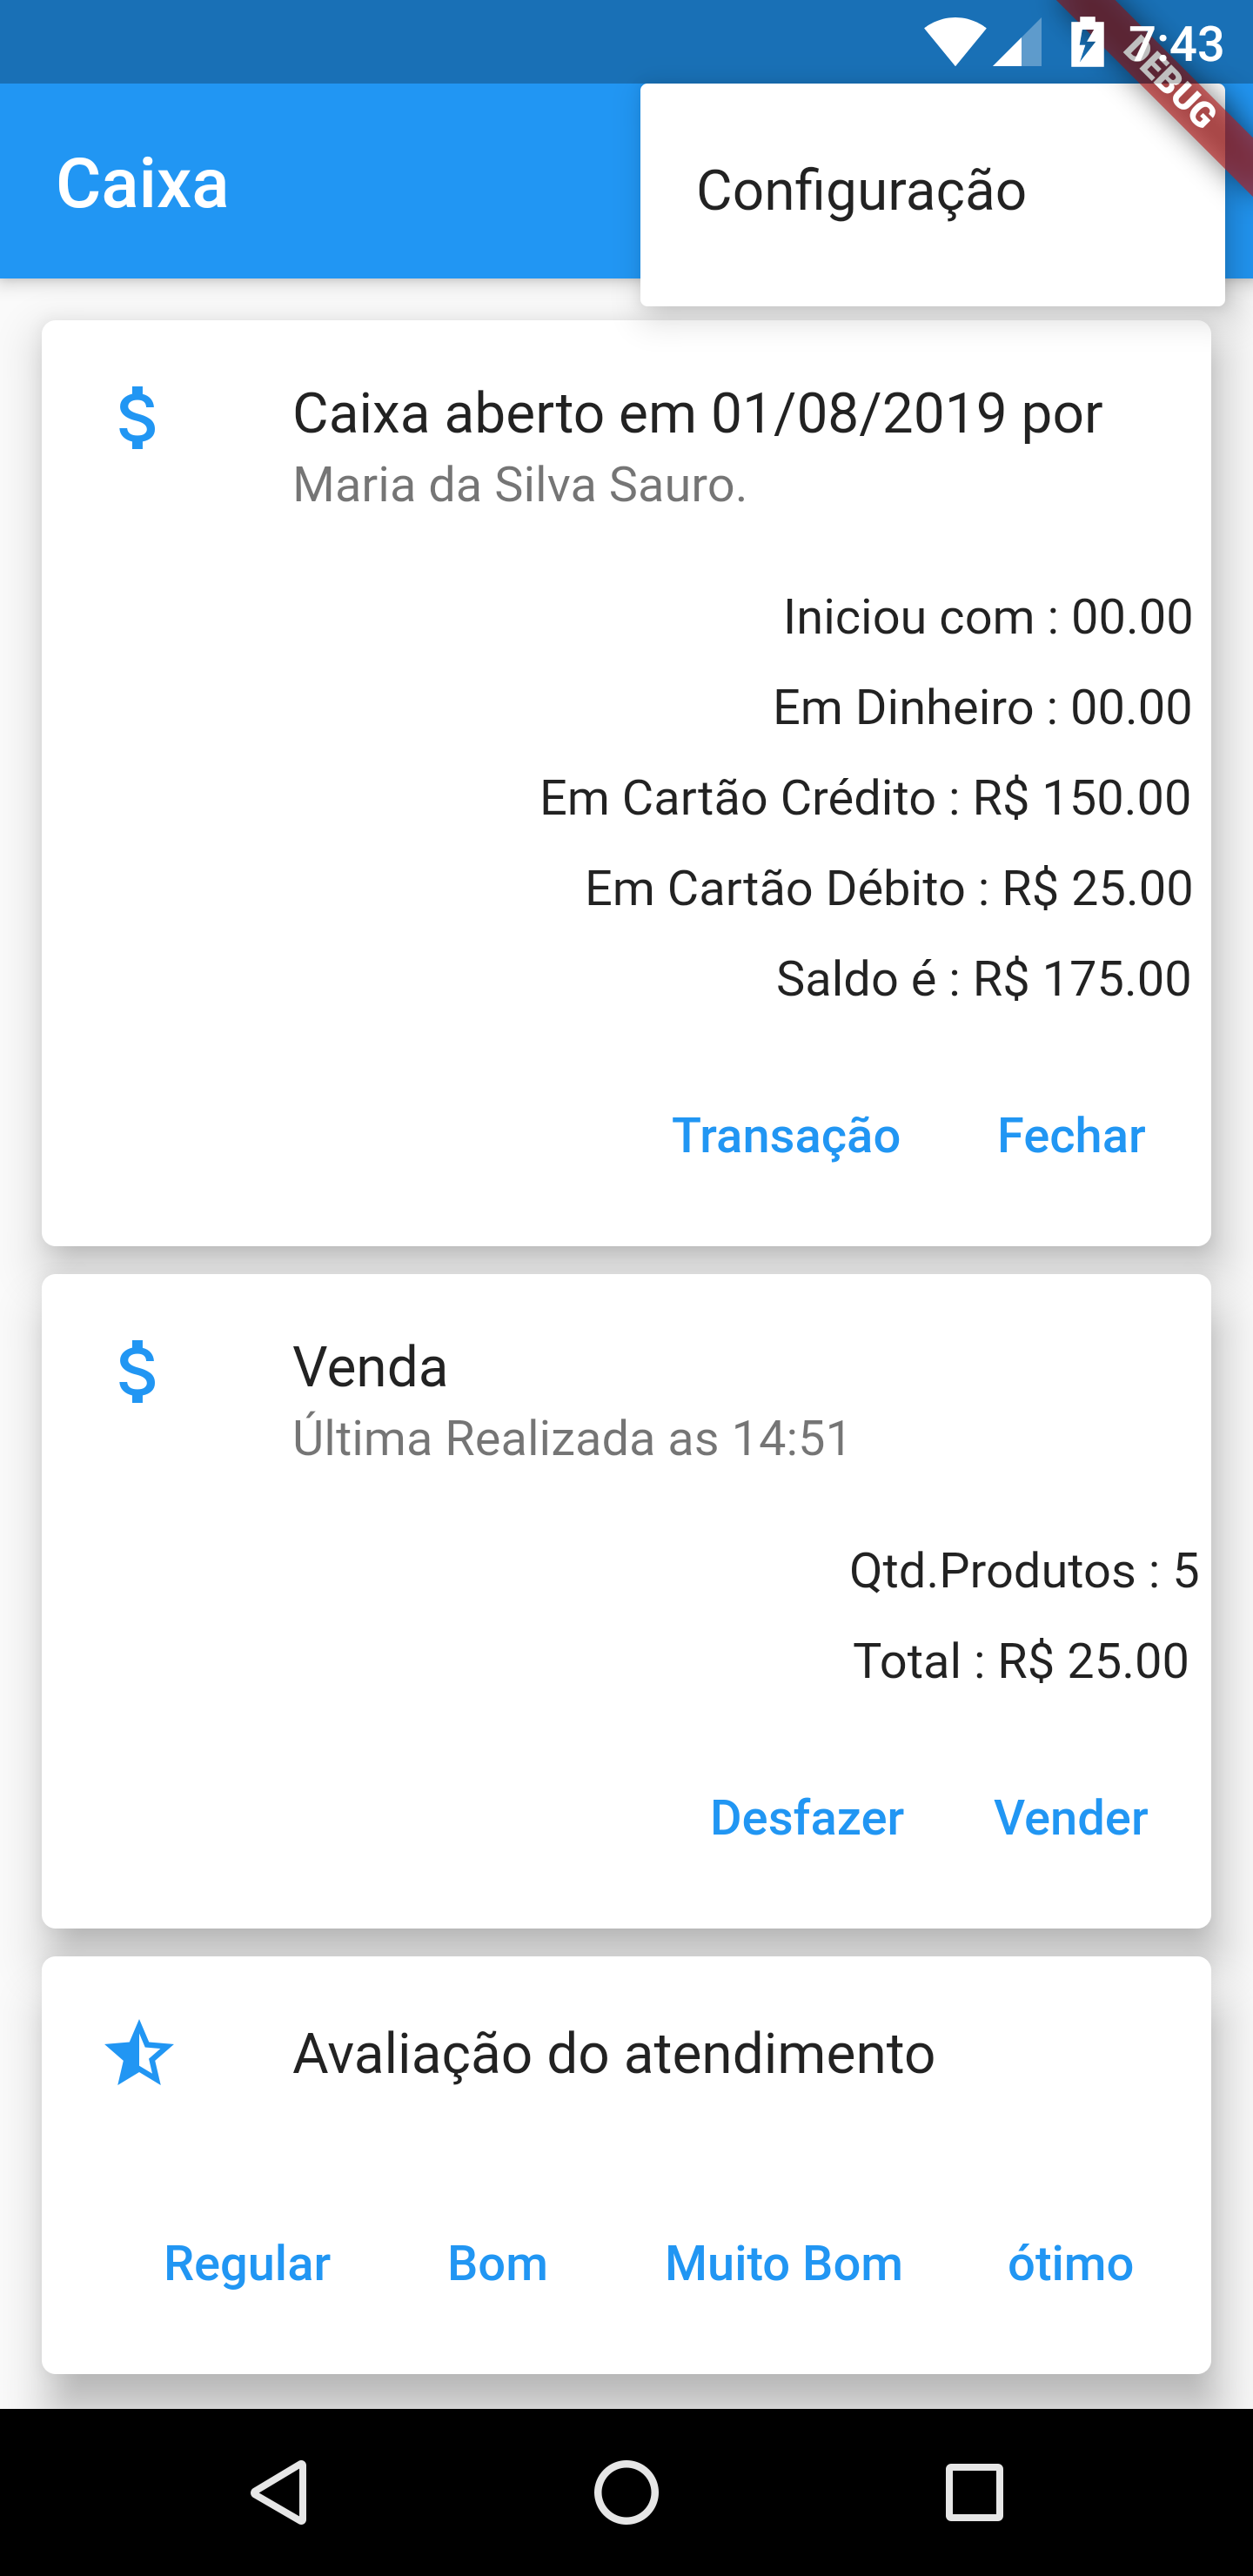 7:43
DEBUG
Caixa
Configuração
$
Caixa aberto em 01/08/2019 por
Maria da Silva Sauro.
Iniciou com : 00.00
Em Dinheiro : 00.00
Em Cartão Crédito : R$ 150.00
Em Cartão Débito : R$ 25.00
Saldo é : R$ 175.00
Transação Fechar
$
Venda
Última Realizada as 14:51
Qtd.Produtos : 5
Total : R$ 25.00
Desfazer Vender
Avaliação do atendimento
Regular Bom Muito Bom ótimo